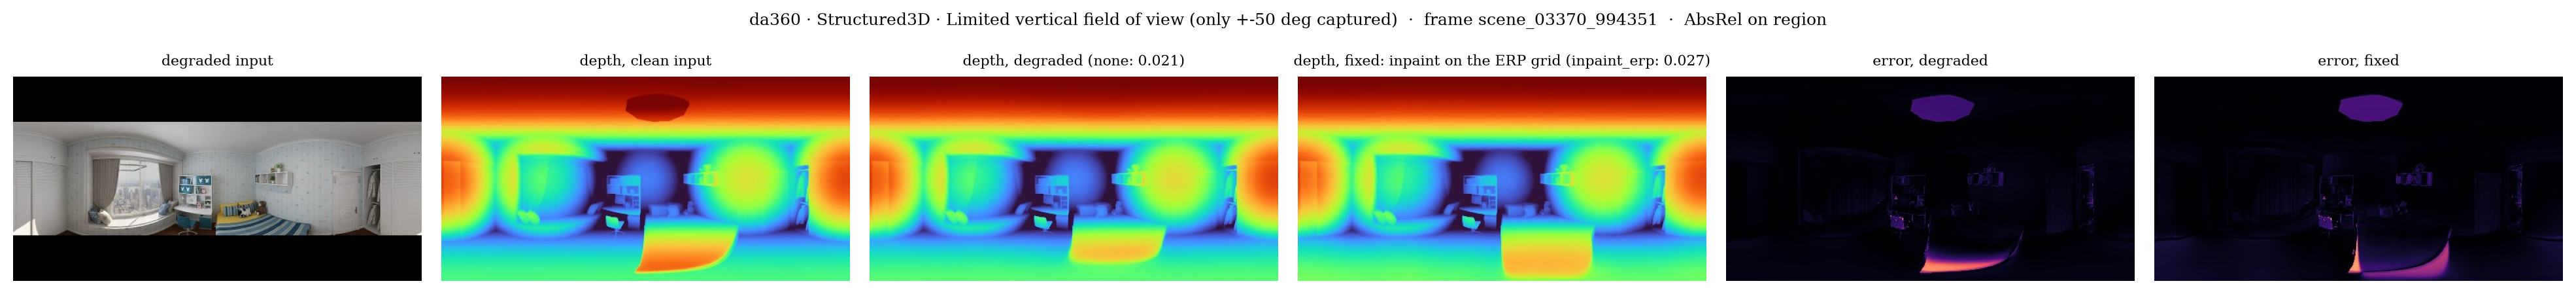 da360 · Structured3D · Limited vertical field of view (only +-50 deg captured) · frame scene_03370_994351 · AbsRel on region
degraded input
depth, clean input
depth, degraded (none: 0.021)
depth, fixed: inpaint on the ERP grid (inpaint_erp: 0.027)
error, degraded
error, fixed